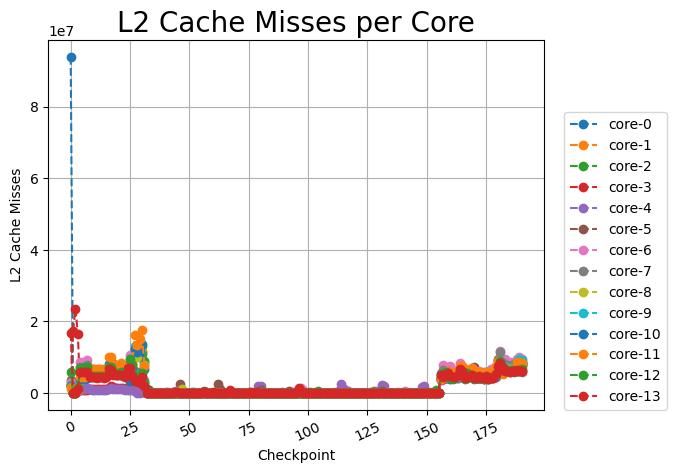 L2 Cache Misses per Core
1e7
8
6
4
2
0
L2 Cache Misses
0
25
50
75
100
125
150
175
Checkpoint
core-0
core-1
core-2
core-3
core-4
core-5
core-6
core-7
core-8
core-9
core-10
core-11
core-12
core-13